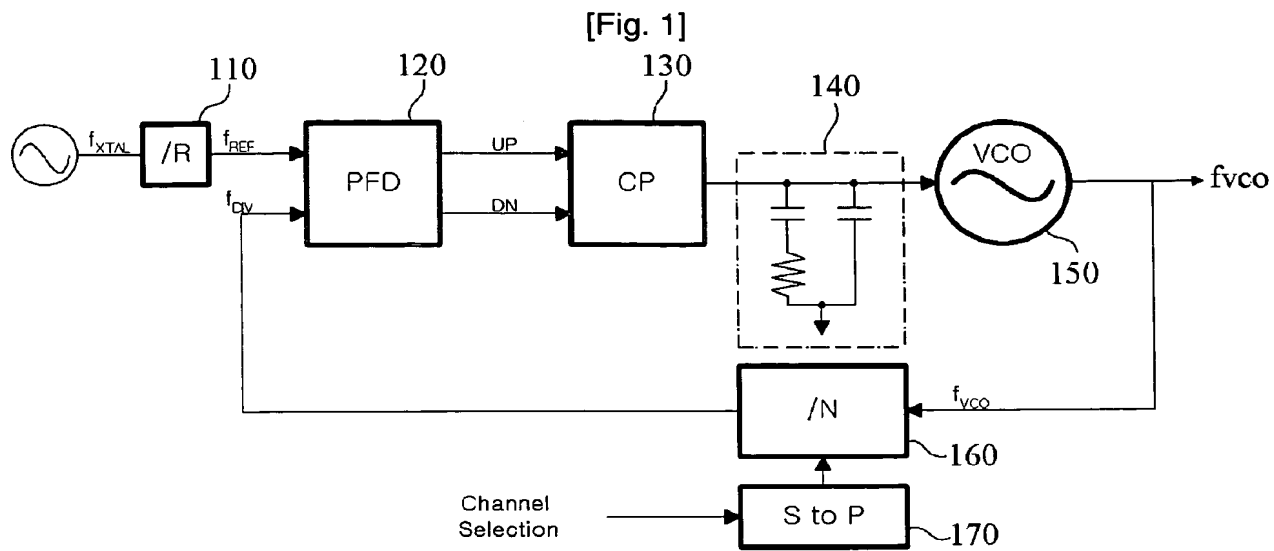 [Fig. 1]
110
120
130
140
f_XTAL
/R
f_REF
PFD
UP
CP
VCO
fvco
f_DIV
DN
150
/N
f_VCO
160
Channel
Selection
S to P
170